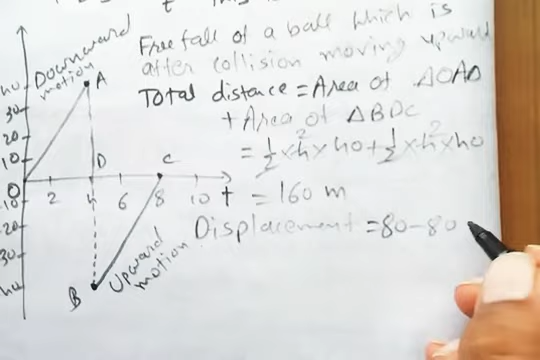 t
Free fall of a ball which is
after collision moving upward
Total distance = Area of ΔOAD
+ Area of ΔBDC
= 1/2 × 4 × 40 + 1/2 × 4 × 40
= 160 m
Displacement = 80-80
Downward
motion
A
40
30
20
10
O
D
C
2
4
6
8
10
t
-10
-20
-30
B
Upward
motion